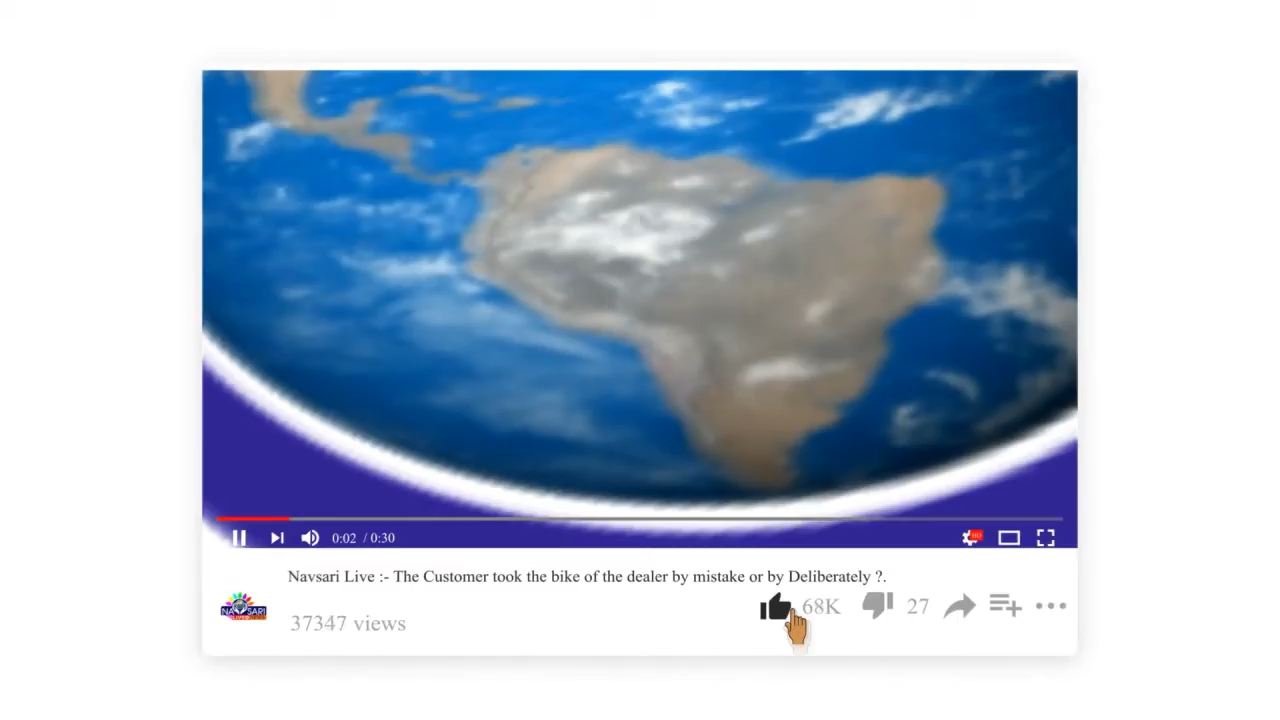 0:02 / 0:30
Navsari Live :- The Customer took the bike of the dealer by mistake or by Deliberately ?.
NAVSARI
37347 views
68K
27